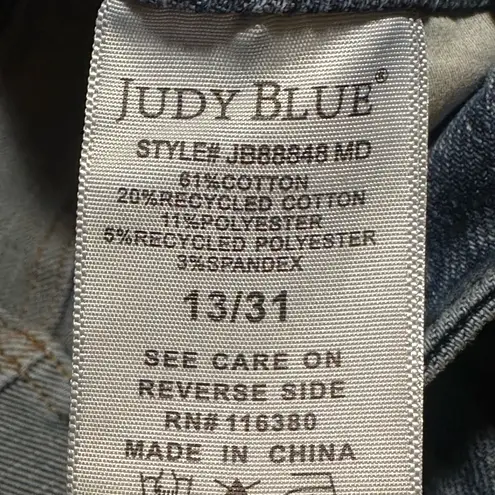 JUDY BLUE®
STYLE# JB88848 MD
61%COTTON
20%RECYCLED COTTON
11%POLYESTER
5%RECYCLED POLYESTER
3%SPANDEX
13/31
SEE CARE ON
REVERSE SIDE
RN# 116380
MADE IN CHINA